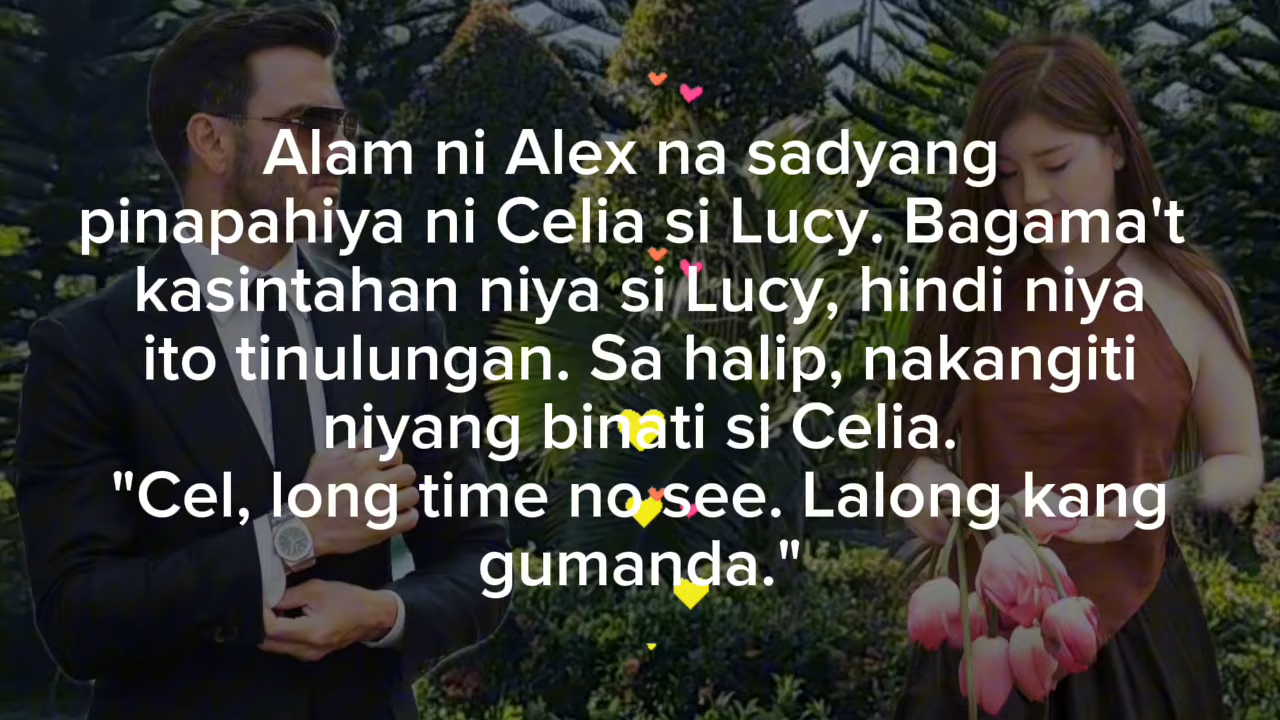 Alam ni Alex na sadyang
pinapahiya ni Celia si Lucy. Bagama't
kasintahan niya si Lucy, hindi niya
ito tinulungan. Sa halip, nakangiti
niyang binati si Celia.
"Cel, long time no see. Lalong kang
gumanda."